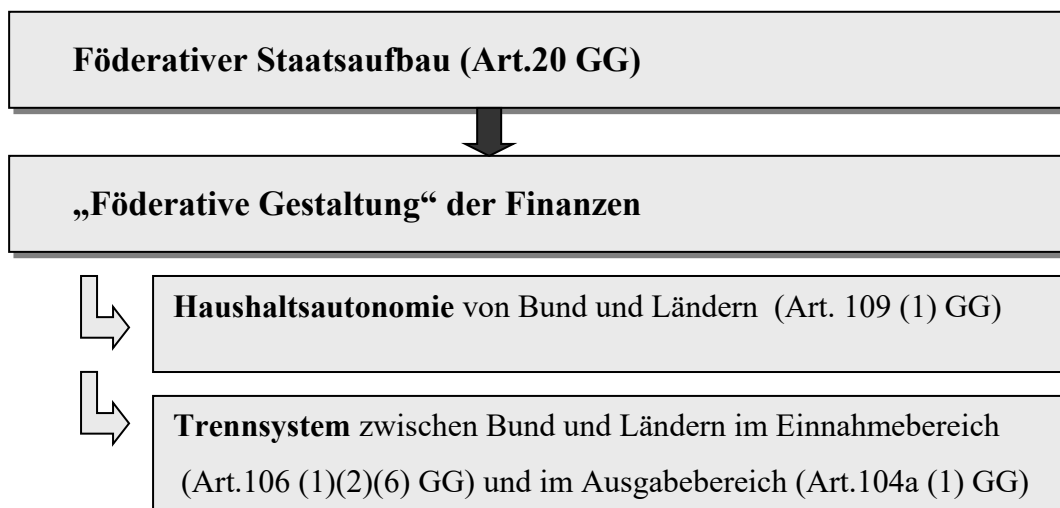 Föderativer Staatsaufbau (Art.20 GG)
„Föderative Gestaltung“ der Finanzen
Haushaltsautonomie von Bund und Ländern (Art. 109 (1) GG)
Trennsystem zwischen Bund und Ländern im Einnahmebereich
(Art.106 (1)(2)(6) GG) und im Ausgabebereich (Art.104a (1) GG)